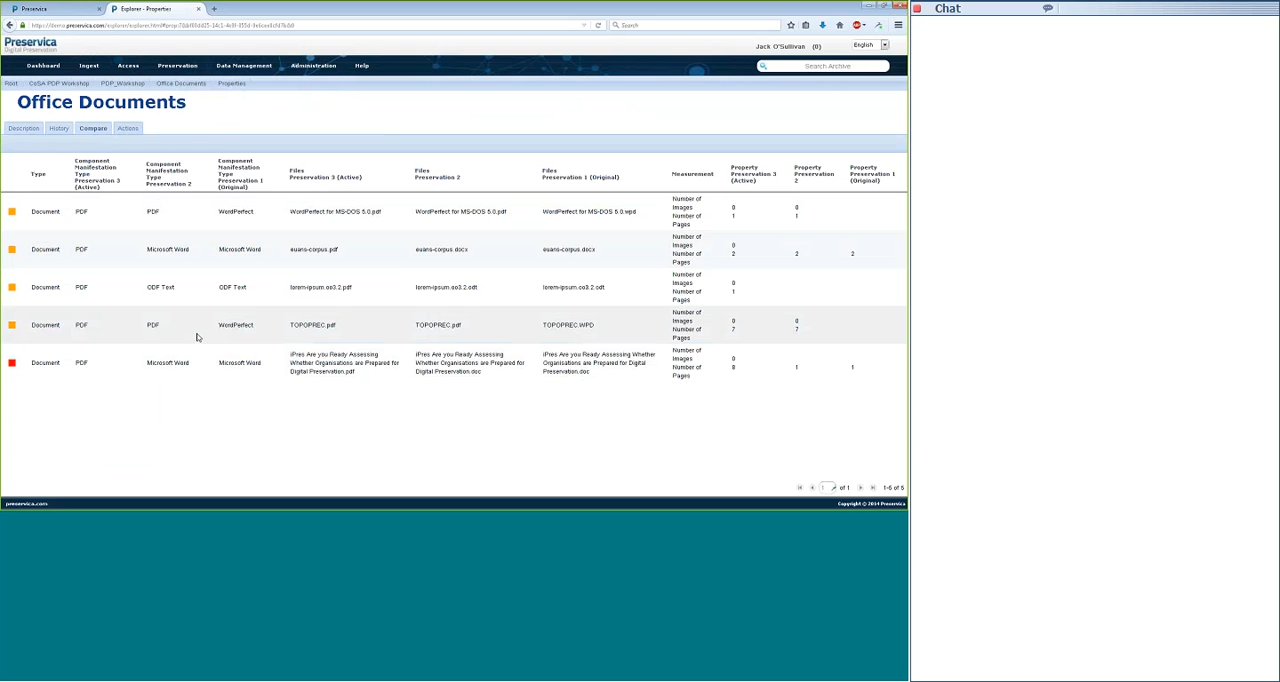 Preservica
Explorer - Properties
Search
Chat
Preservica
Digital Preservation
Jack O'Sullivan (0)
English
Dashboard Ingest Access Preservation Data Management Administration Help
Search Archive
Root CoSA PDP Workshop PDP_Workshop Office Documents Properties
Office Documents
Description History Compare Actions
Type
Component Manifestation Type Preservation 3 (Active)
Component Manifestation Type Preservation 2
Component Manifestation Type Preservation 1 (Original)
Files Preservation 3 (Active)
Files Preservation 2
Files Preservation 1 (Original)
Measurement
Property Preservation 3 (Active)
Property Preservation 2
Property Preservation 1 (Original)
Document PDF PDF WordPerfect WordPerfect for MS-DOS 5.0.pdf WordPerfect for MS-DOS 5.0.pdf WordPerfect for MS-DOS 5.0.wpd
Number of Images 0 0
Number of Pages 1 1
Document PDF Microsoft Word Microsoft Word euans-corpus.pdf euans-corpus.docx euans-corpus.docx
Number of Images 0
Number of Pages 2 2 2
Document PDF ODF Text ODF Text lorem-ipsum.oo3.2.pdf lorem-ipsum.oo3.2.odt lorem-ipsum.oo3.2.odt
Number of Images 0
Number of Pages 1
Document PDF PDF WordPerfect TOPOPREC.pdf TOPOPREC.pdf TOPOPREC.WPD
Number of Images 0 0
Number of Pages 7 7
Document PDF Microsoft Word Microsoft Word
iPres Are you Ready Assessing Whether Organisations are Prepared for Digital Preservation.pdf
iPres Are you Ready Assessing Whether Organisations are Prepared for Digital Preservation.doc
iPres Are you Ready Assessing Whether Organisations are Prepared for Digital Preservation.doc
Number of Images 0
Number of Pages 8 1 1
1 of 1 1-5 of 5
preservica.com
Copyright © 2014 Preservica